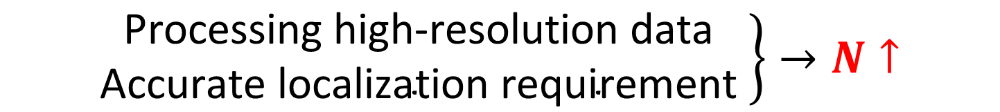 Processing high-resolution data
Accurate localization requirement
} → N ↑